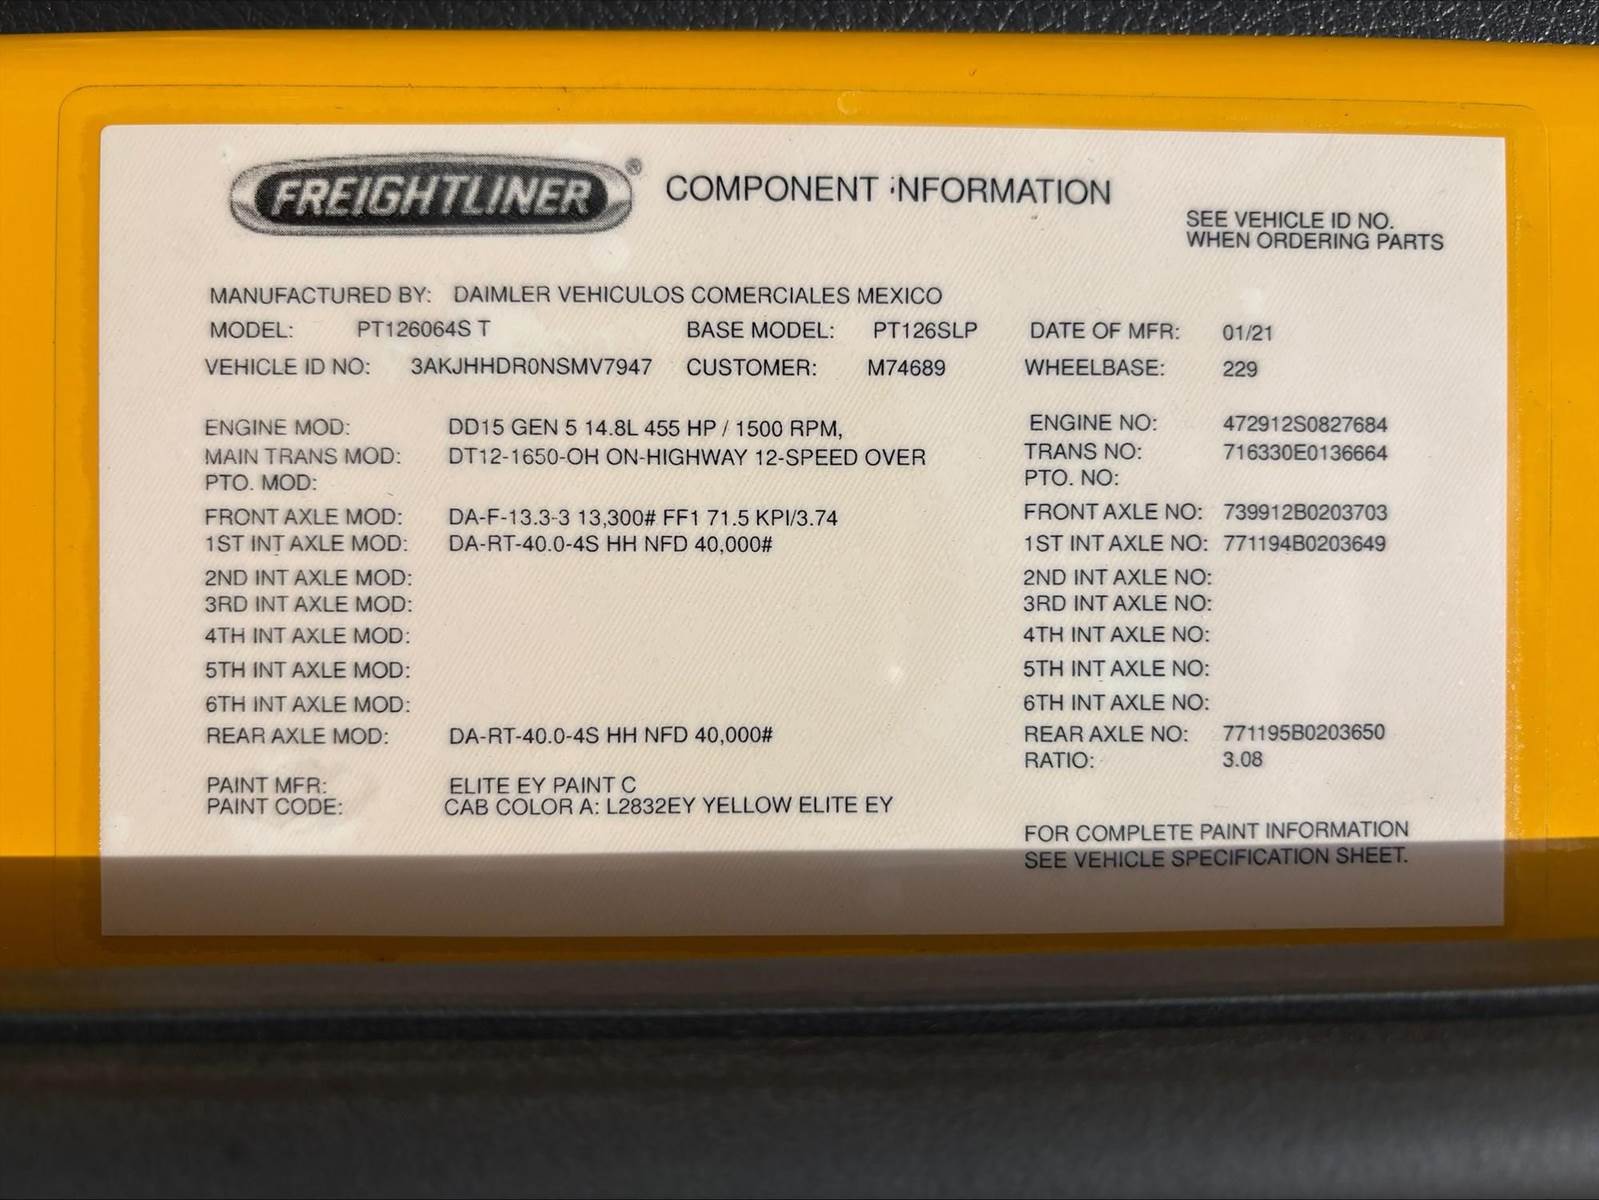 FREIGHTLINER® COMPONENT INFORMATION
SEE VEHICLE ID NO.
WHEN ORDERING PARTS
MANUFACTURED BY: DAIMLER VEHICULOS COMERCIALES MEXICO
MODEL: PT126064S T BASE MODEL: PT126SLP DATE OF MFR: 01/21
VEHICLE ID NO: 3AKJHHDR0NSMV7947 CUSTOMER: M74689 WHEELBASE: 229
ENGINE MOD: DD15 GEN 5 14.8L 455 HP / 1500 RPM, ENGINE NO: 472912S0827684
MAIN TRANS MOD: DT12-1650-OH ON-HIGHWAY 12-SPEED OVER TRANS NO: 716330E0136664
PTO. MOD: PTO. NO:
FRONT AXLE MOD: DA-F-13.3-3 13,300# FF1 71.5 KPI/3.74 FRONT AXLE NO: 739912B0203703
1ST INT AXLE MOD: DA-RT-40.0-4S HH NFD 40,000# 1ST INT AXLE NO: 771194B0203649
2ND INT AXLE MOD: 2ND INT AXLE NO:
3RD INT AXLE MOD: 3RD INT AXLE NO:
4TH INT AXLE MOD: 4TH INT AXLE NO:
5TH INT AXLE MOD: 5TH INT AXLE NO:
6TH INT AXLE MOD: 6TH INT AXLE NO:
REAR AXLE MOD: DA-RT-40.0-4S HH NFD 40,000# REAR AXLE NO: 771195B0203650
RATIO: 3.08
PAINT MFR: ELITE EY PAINT C
PAINT CODE: CAB COLOR A: L2832EY YELLOW ELITE EY
FOR COMPLETE PAINT INFORMATION
SEE VEHICLE SPECIFICATION SHEET.